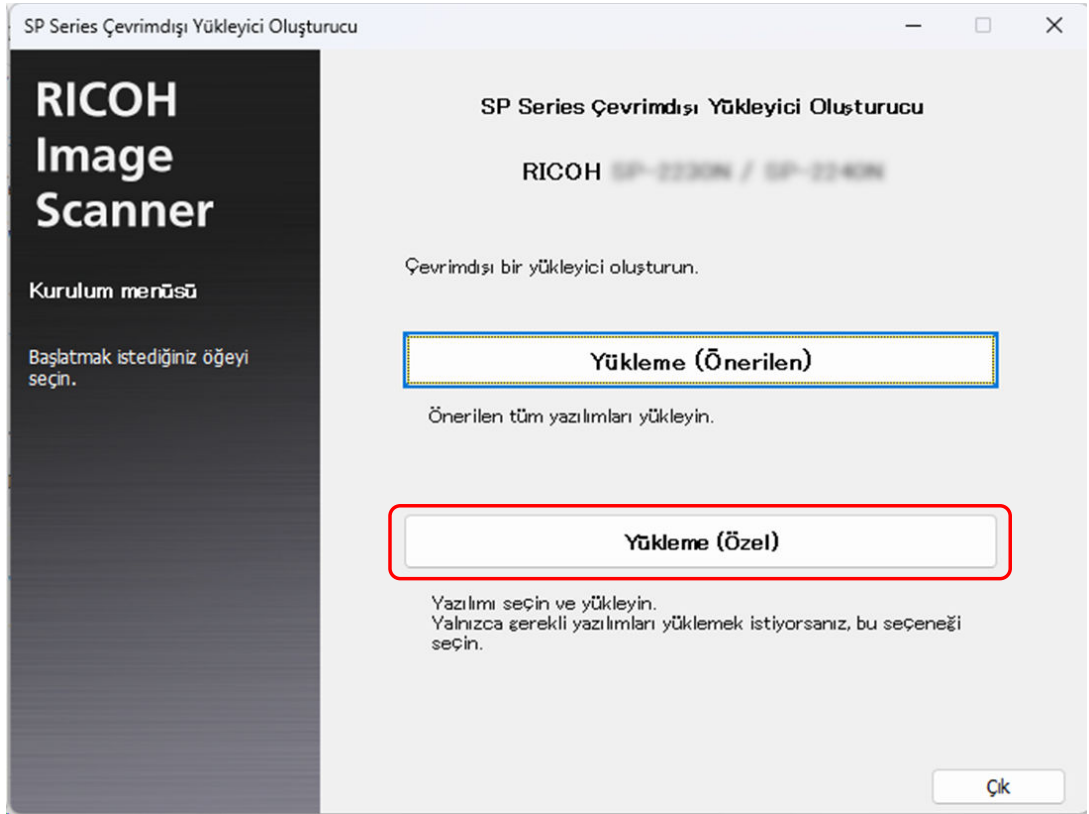 SP Series Çevrimdışı Yükleyici Oluşturucu
RICOH
Image
Scanner
Kurulum menüsü
Başlatmak istediğiniz öğeyi
seçin.
SP Series Çevrimdışı Yükleyici Oluşturucu
RICOH
Çevrimdışı bir yükleyici oluşturun.
Yükleme (Önerilen)
Önerilen tüm yazılımları yükleyin.
Yükleme (Özel)
Yazılımı seçin ve yükleyin.
Yalnızca gerekli yazılımları yüklemek istiyorsanız, bu seçeneği
seçin.
Çık